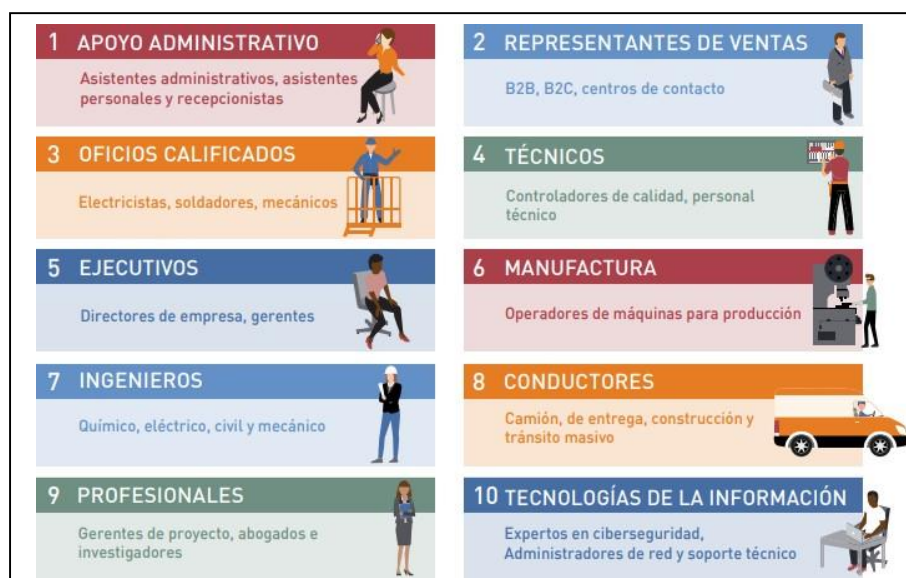 1 APOYO ADMINISTRATIVO
Asistentes administrativos, asistentes
personales y recepcionistas
2 REPRESENTANTES DE VENTAS
B2B, B2C, centros de contacto
3 OFICIOS CALIFICADOS
Electricistas, soldadores, mecánicos
4 TÉCNICOS
Controladores de calidad, personal
técnico
5 EJECUTIVOS
Directores de empresa, gerentes
6 MANUFACTURA
Operadores de máquinas para producción
7 INGENIEROS
Químico, eléctrico, civil y mecánico
8 CONDUCTORES
Camión, de entrega, construcción y
tránsito masivo
9 PROFESIONALES
Gerentes de proyecto, abogados e
investigadores
10 TECNOLOGÍAS DE LA INFORMACIÓN
Expertos en ciberseguridad,
Administradores de red y soporte técnico